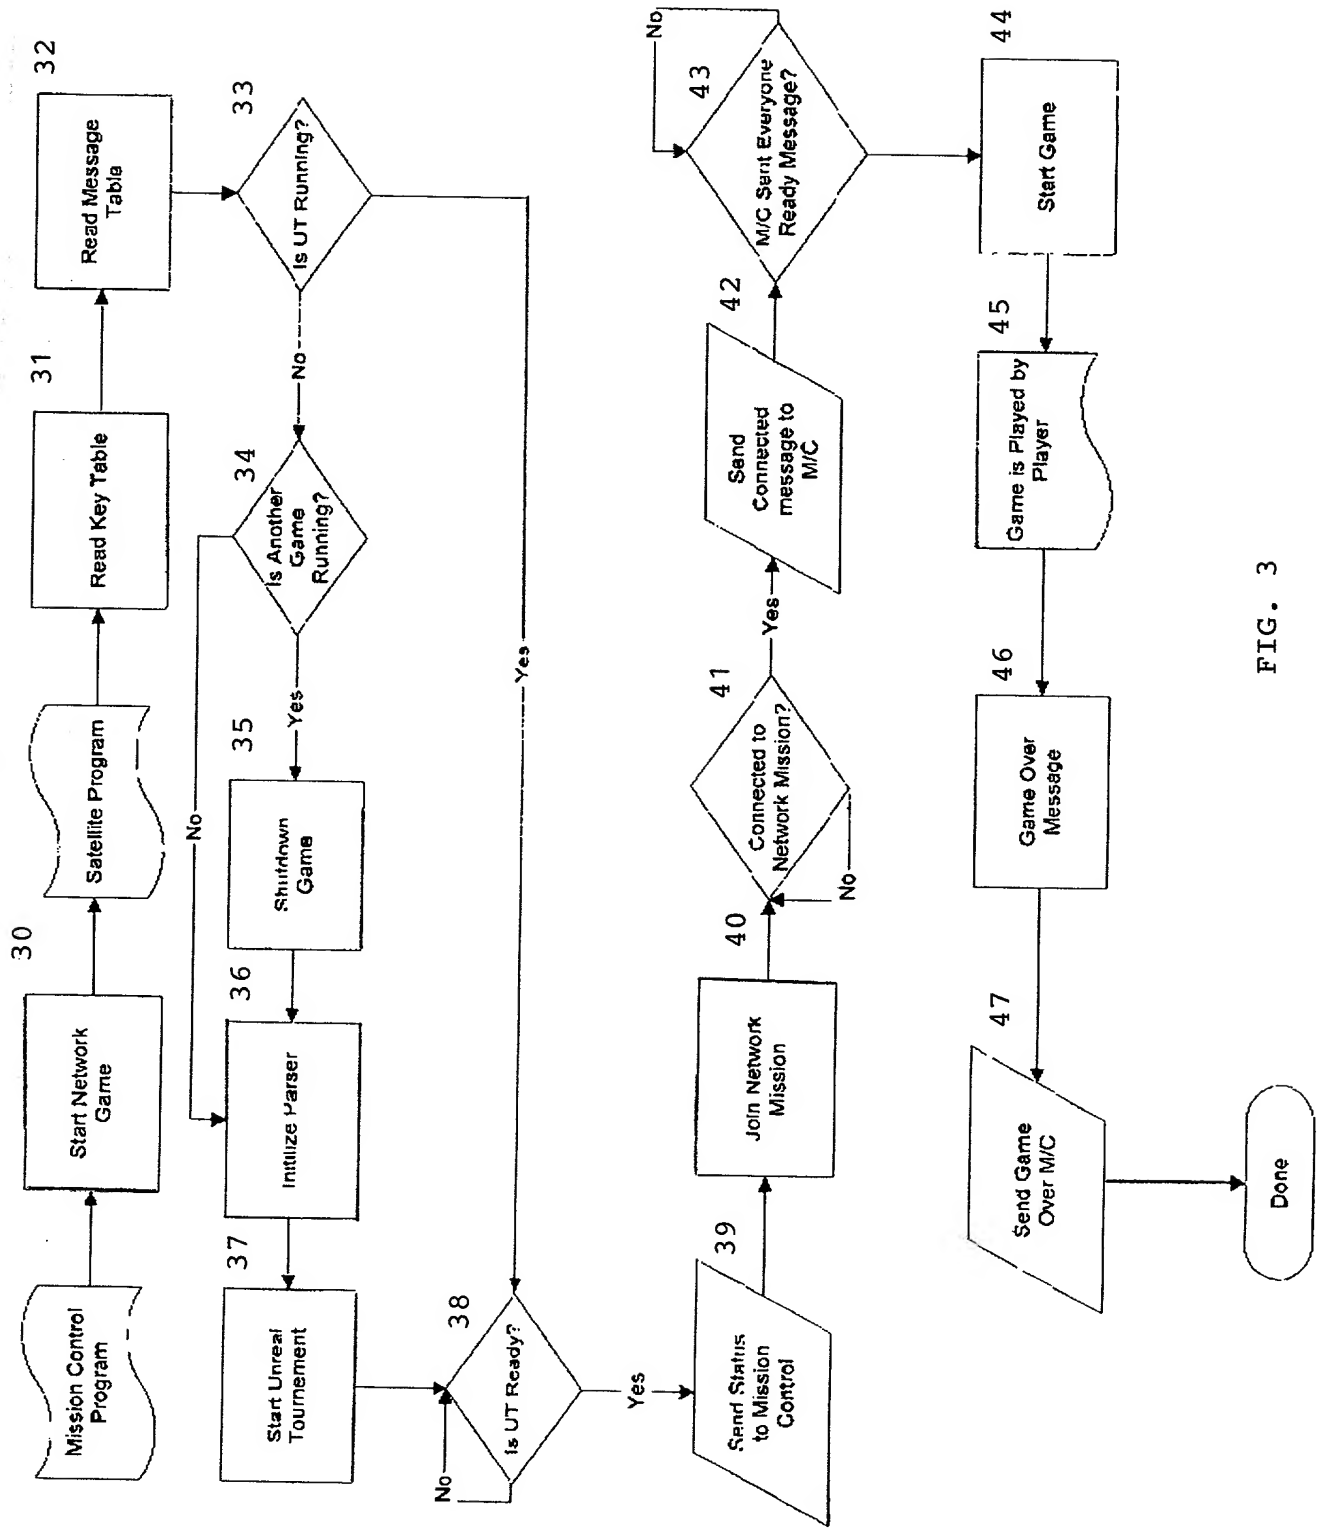 Mission Control
Program
30
Start Network
Game
Satellite Program
31
Read Key Table
32
Read Message
Table
33
Is UT Running?
No
Yes
34
Is Another
Game
Running?
No
Yes
35
Shutdown
Game
36
Initilize Parser
37
Start Unreal
Tournement
38
Is UT Ready?
No
Yes
39
Send Status
to Mission
Control
40
Join Network
Mission
41
Connected to
Network Mission?
No
Yes
42
Send
Connected
message to
M/C
43
M/C Sent Everyone
Ready Message?
No
44
Start Game
45
Game is Played by
Player
46
Game Over
Message
47
Send Game
Over M/C
Done
FIG. 3